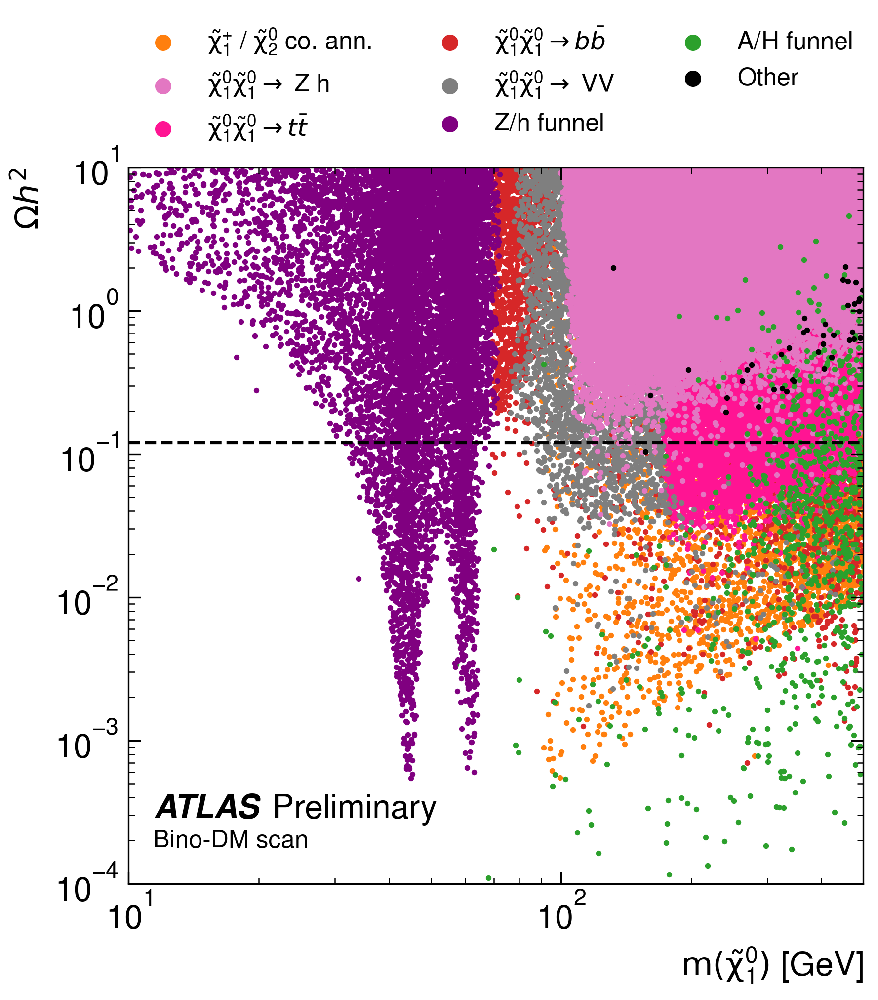 χ̃₁⁺ / χ̃₂⁰ co. ann.
χ̃₁⁰χ̃₁⁰ → Z h
χ̃₁⁰χ̃₁⁰ → tt̄
χ̃₁⁰χ̃₁⁰ → bb̄
χ̃₁⁰χ̃₁⁰ → VV
Z/h funnel
A/H funnel
Other
Ωh²
10¹
10⁰
10⁻¹
10⁻²
10⁻³
10⁻⁴
ATLAS Preliminary
Bino-DM scan
10¹
10²
m(χ̃₁⁰) [GeV]